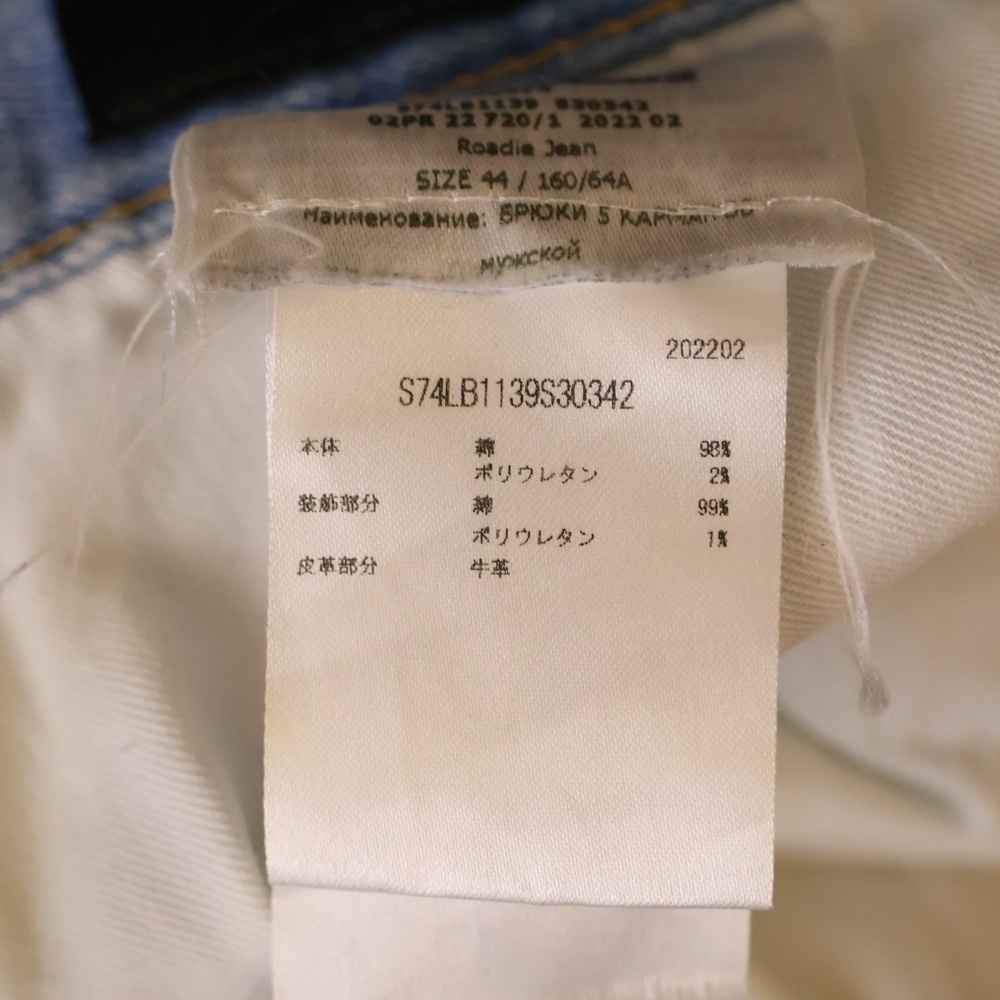 S74LB1139 S30342
02PR 22 720/1 2022 02
Roadie Jean
SIZE 44 / 160/64A
Наименование: БРЮКИ 5 КАРМАНОВ
мужской
202202
S74LB1139S30342
本体 綿 98%
ポリウレタン 2%
装飾部分 綿 99%
ポリウレタン 1%
皮革部分 牛革